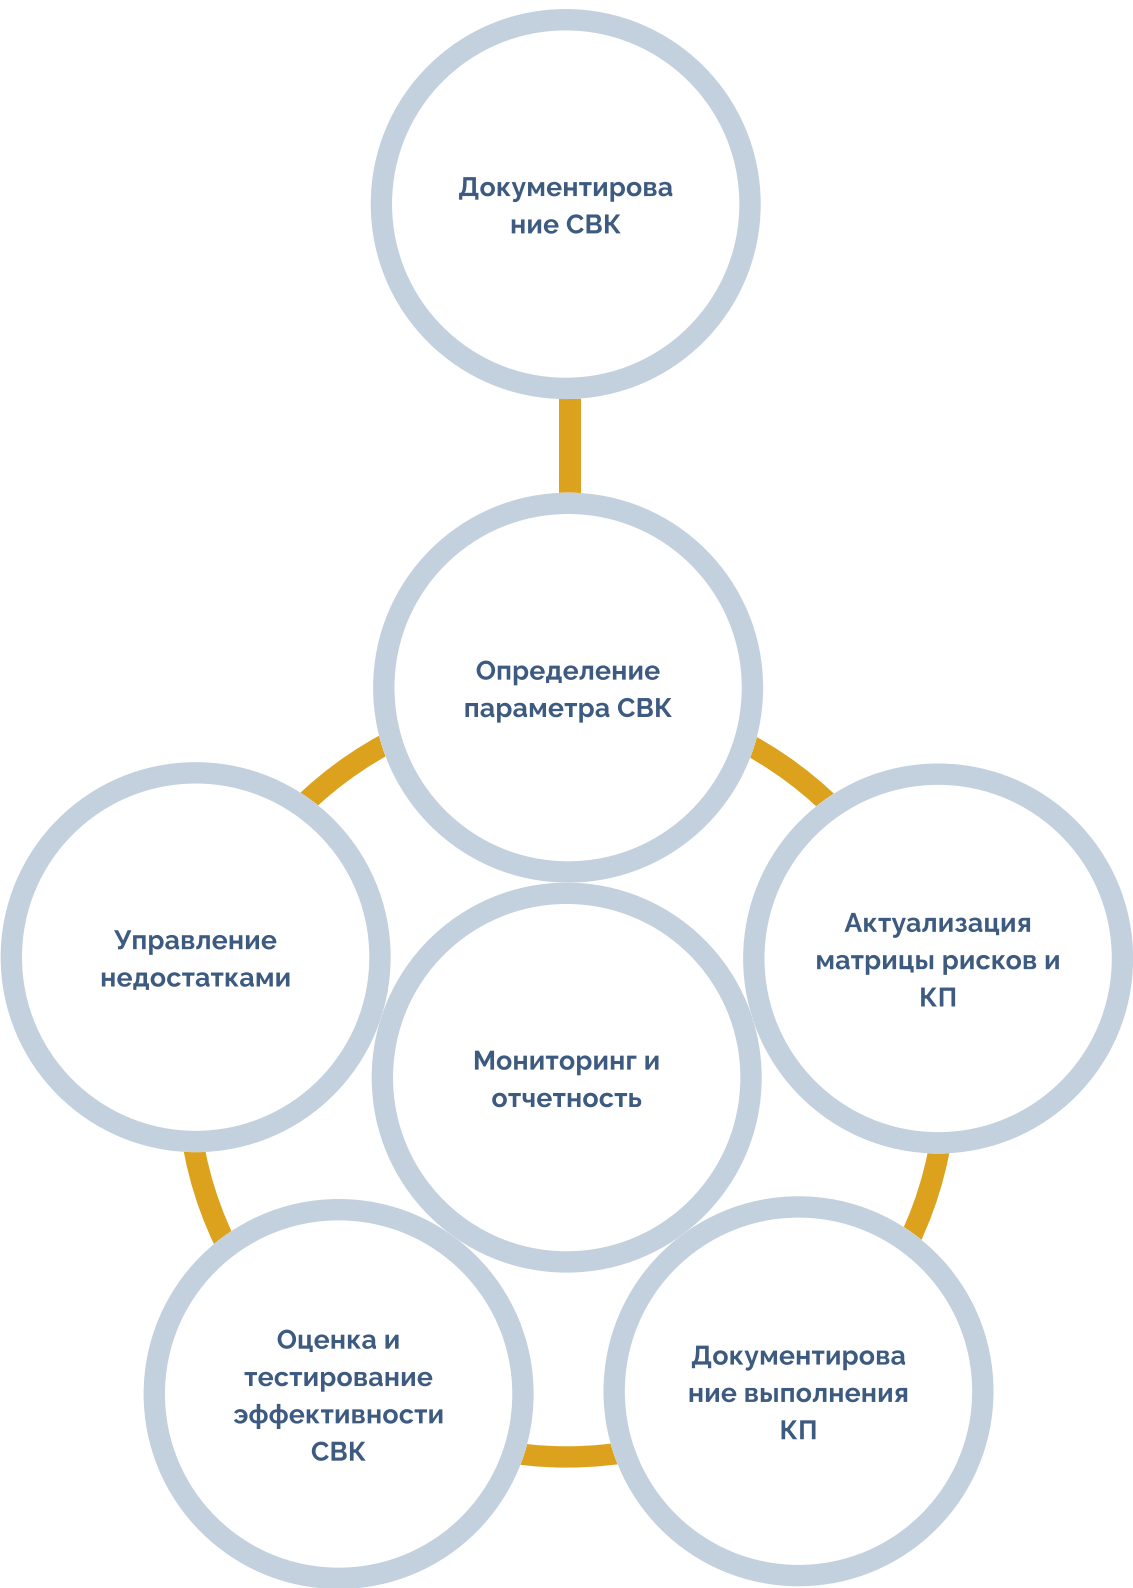 Документирова
ние СВК
Определение
параметра СВК
Управление
недостатками
Актуализация
матрицы рисков и
КП
Мониторинг и
отчетность
Оценка и
тестирование
эффективности
СВК
Документирова
ние выполнения
КП